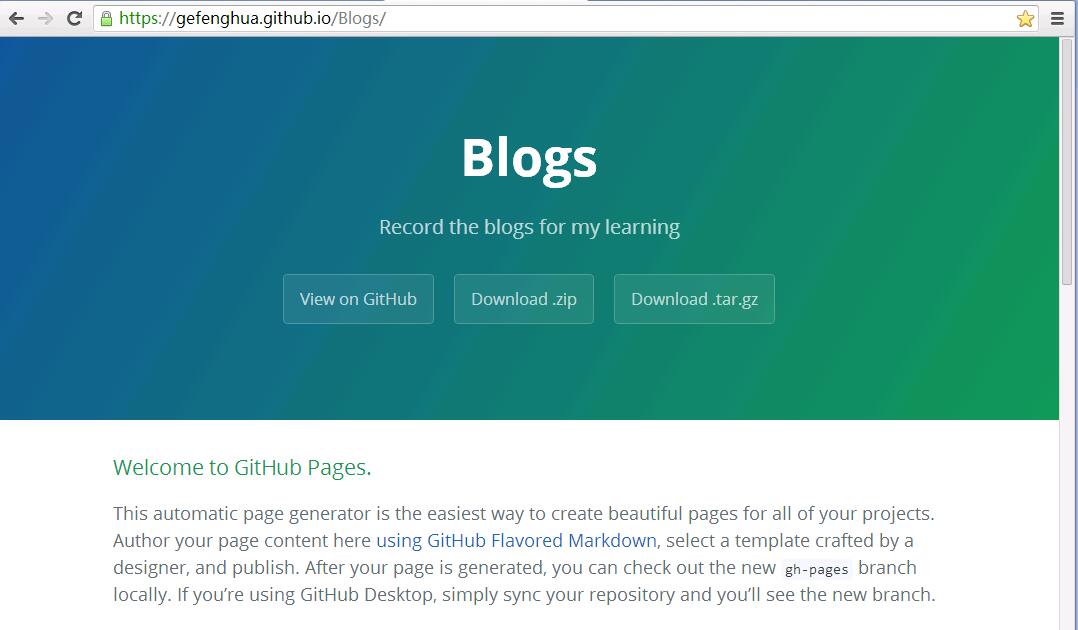 https://gefenghua.github.io/Blogs/
Blogs
Record the blogs for my learning
View on GitHub
Download .zip
Download .tar.gz
Welcome to GitHub Pages.
This automatic page generator is the easiest way to create beautiful pages for all of your projects.
Author your page content here using GitHub Flavored Markdown, select a template crafted by a
designer, and publish. After your page is generated, you can check out the new gh-pages branch
locally. If you’re using GitHub Desktop, simply sync your repository and you’ll see the new branch.